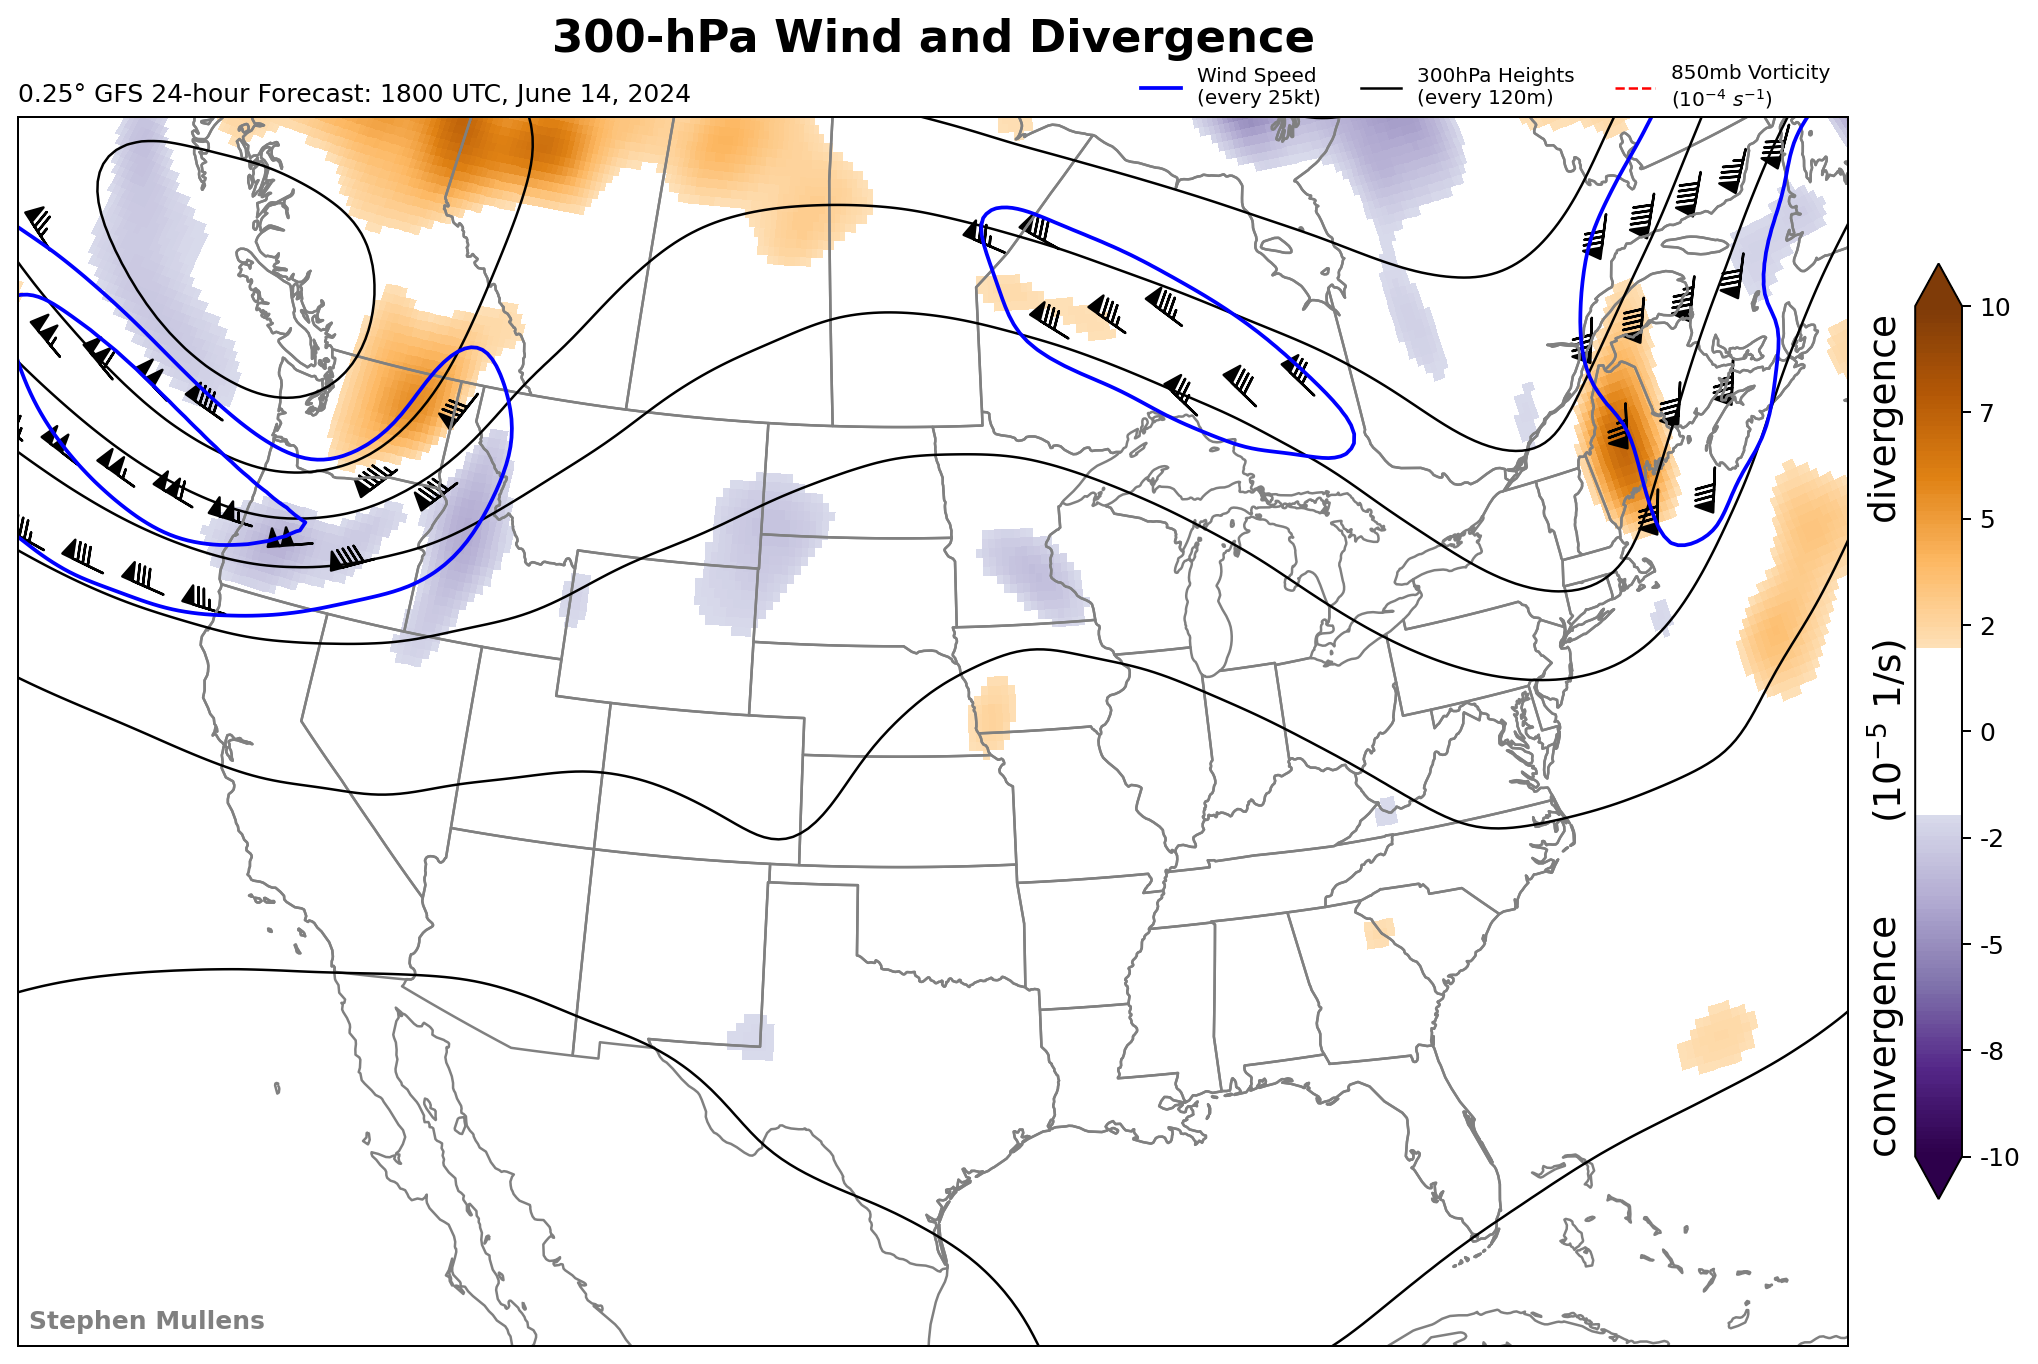 300-hPa Wind and Divergence
0.25° GFS 24-hour Forecast: 1800 UTC, June 14, 2024
Wind Speed
(every 25kt)
300hPa Heights
(every 120m)
850mb Vorticity
(10⁻⁴ s⁻¹)
10
7
5
2
0
-2
-5
-8
-10
convergence (10⁻⁵ 1/s) divergence
Stephen Mullens